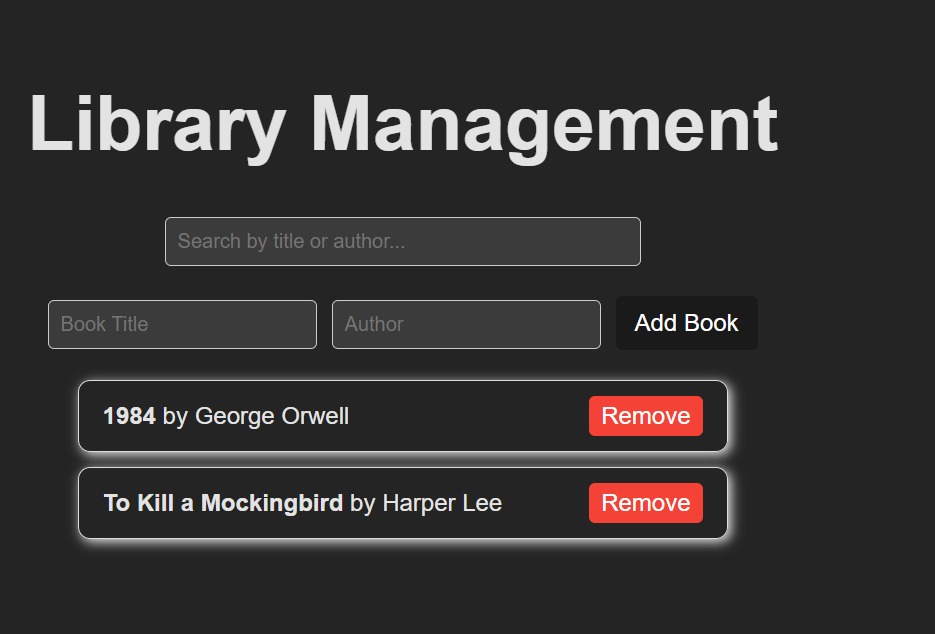 Library Management
Search by title or author...
Book Title
Author
Add Book
1984 by George Orwell
Remove
To Kill a Mockingbird by Harper Lee
Remove